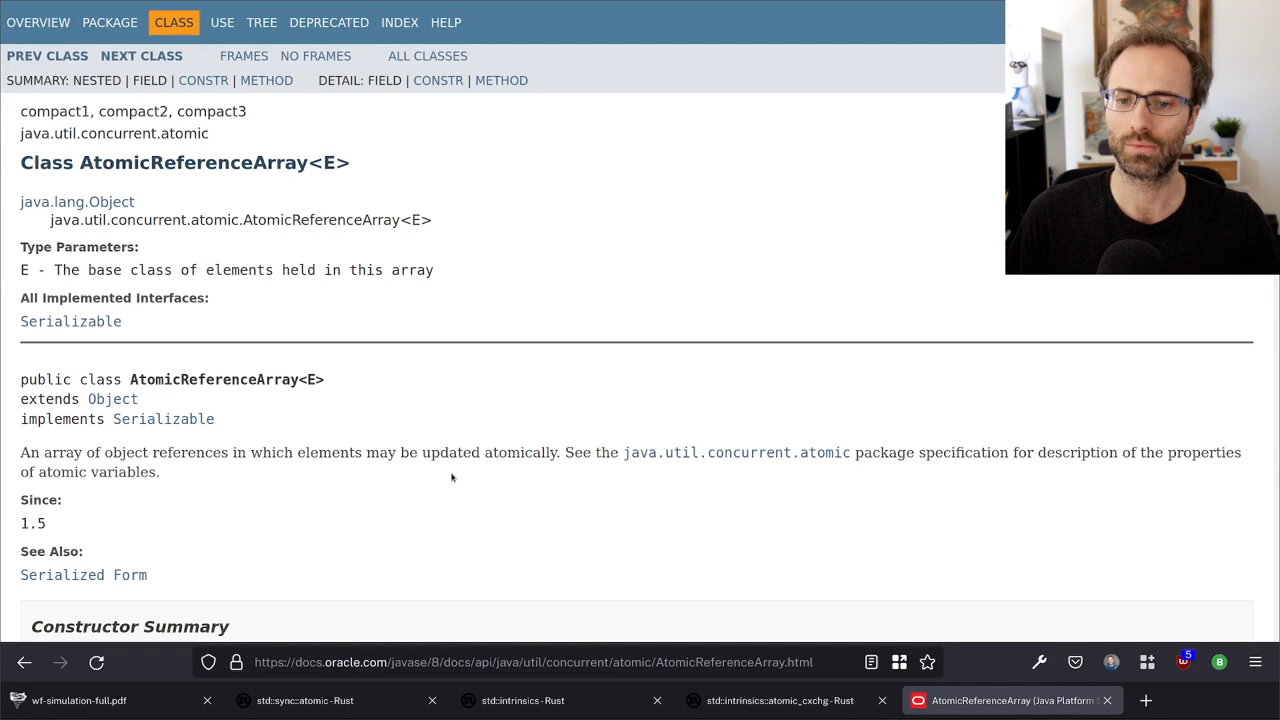 OVERVIEW PACKAGE CLASS USE TREE DEPRECATED INDEX HELP
PREV CLASS NEXT CLASS FRAMES NO FRAMES ALL CLASSES
SUMMARY: NESTED | FIELD | CONSTR | METHOD DETAIL: FIELD | CONSTR | METHOD
compact1, compact2, compact3
java.util.concurrent.atomic
Class AtomicReferenceArray<E>
java.lang.Object
java.util.concurrent.atomic.AtomicReferenceArray<E>
Type Parameters:
E - The base class of elements held in this array
All Implemented Interfaces:
Serializable
public class AtomicReferenceArray<E>
extends Object
implements Serializable
An array of object references in which elements may be updated atomically. See the java.util.concurrent.atomic package specification for description of the properties
of atomic variables.
Since:
1.5
See Also:
Serialized Form
Constructor Summary
https://docs.oracle.com/javase/8/docs/api/java/util/concurrent/atomic/AtomicReferenceArray.html
5
B
wf-simulation-full.pdf std::sync::atomic - Rust std::intrinsics - Rust std::intrinsics::atomic_cxchg - Rust AtomicReferenceArray (Java Platform